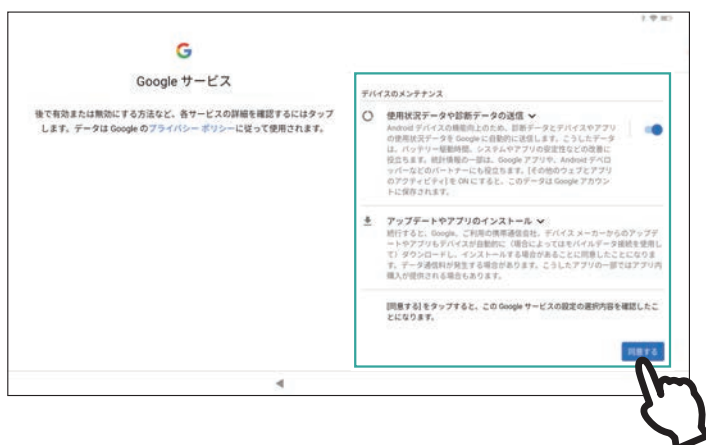 Google サービス
後で有効または無効にする方法など、各サービスの詳細を確認するにはタップ
します。データは Google のプライバシー ポリシーに従って使用されます。
デバイスのメンテナンス
使用状況データや診断データの送信
Android デバイスの機能向上のため、診断データとデバイスやアプリ
の使用状況データを Google に自動的に送信します。こうしたデータ
は、バッテリー駆動時間、システムやアプリの安定性などの改善に
役立ちます。統計情報の一部は、Google アプリや、Android デベロ
ッパーなどのパートナーにも役立ちます。[その他のウェブとアプリ
のアクティビティ] を ON にすると、このデータは Google アカウン
トに保存されます。
アップデートやアプリのインストール
続行すると、Google、ご利用の携帯通信会社、デバイス メーカーからのアップデ
ートやアプリもデバイスが自動的に（場合によってはモバイルデータ接続を使用し
て）ダウンロードし、インストールする場合があることに同意したことになりま
す。データ通信料が発生する場合があります。こうしたアプリの一部ではアプリ内
購入が提供される場合もあります。
[同意する] をタップすると、この Google サービスの設定の選択内容を確認したこ
とになります。
同意する